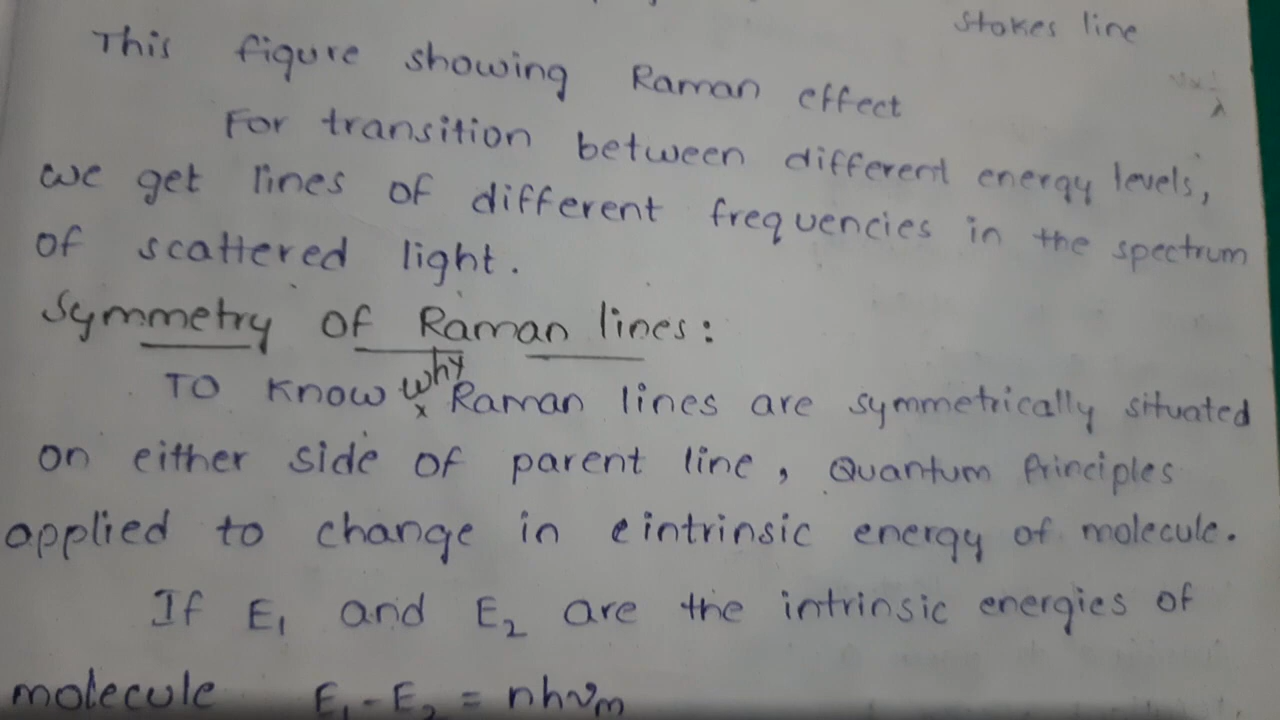 Stokes line
This figure showing Raman effect
For transition between different energy levels,
we get lines of different frequencies in the spectrum
of scattered light.
Symmetry of Raman lines:
To know why Raman lines are symmetrically situated
on either side of parent line, Quantum Principles
applied to change in intrinsic energy of molecule.
If E₁ and E₂ are the intrinsic energies of
molecule E₁-E₂ = nhνm